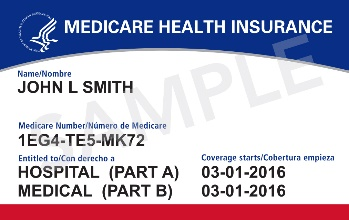 MEDICARE HEALTH INSURANCE
Name/Nombre
JOHN L SMITH
Medicare Number/Número de Medicare
1EG4-TE5-MK72
Entitled to/Con derecho a Coverage starts/Cobertura empieza
HOSPITAL (PART A) 03-01-2016
MEDICAL (PART B) 03-01-2016
SAMPLE